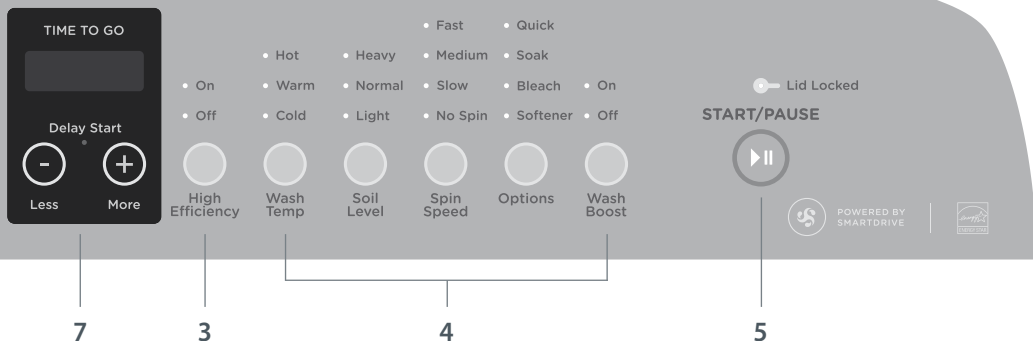 TIME TO GO
Delay Start
-
+
Less
More
On
Off
High
Efficiency
Hot
Warm
Cold
Wash
Temp
Heavy
Normal
Light
Soil
Level
Fast
Medium
Slow
No Spin
Spin
Speed
Quick
Soak
Bleach
Softener
Options
On
Off
Wash
Boost
Lid Locked
START/PAUSE
POWERED BY
SMARTDRIVE
ENERGY STAR
7
3
4
5